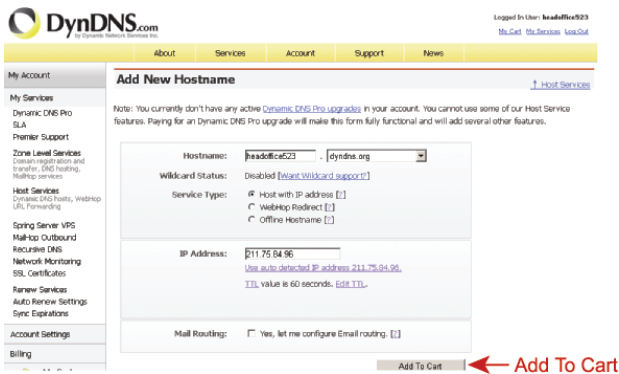 DynDNS.com
by Dynamic Network Services Inc.
Logged In User: headoffice523
My Cart My Services Log Out
About Services Account Support News
My Account
My Services
Dynamic DNS Pro
SLA
Premier Support
Zone Level Services
Domain registration and
transfer, DNS hosting,
MailHop services
Host Services
Dynamic DNS hosts, WebHop
URL Forwarding
Spring Server VPS
MailHop Outbound
Recursive DNS
Network Monitoring
SSL Certificates
Renew Services
Auto Renew Settings
Sync Expirations
Account Settings
Billing
Add New Hostname
↑ Host Services
Note: You currently don't have any active Dynamic DNS Pro upgrades in your account. You cannot use some of our Host Service
features. Paying for an Dynamic DNS Pro upgrade will make this form fully functional and will add several other features.
Hostname: headoffice523 . dyndns.org
Wildcard Status: Disabled [Want Wildcard support?]
Service Type: Host with IP address [?]
WebHop Redirect [?]
Offline Hostname [?]
IP Address: 211.75.84.96
Use auto detected IP address 211.75.84.96.
TTL value is 60 seconds. Edit TTL.
Mail Routing: Yes, let me configure Email routing. [?]
Add To Cart
Add To Cart